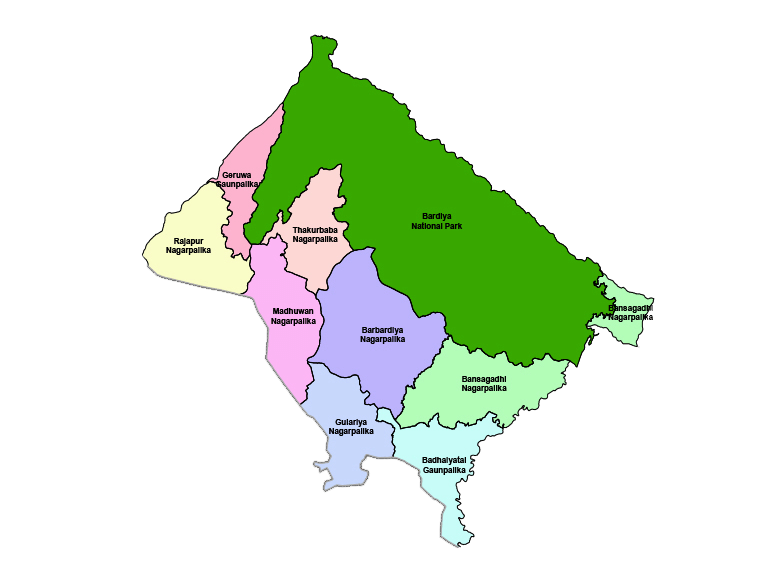 Geruwa
Gaunpalika
Bardiya
National Park
Thakurbaba
Nagarpalika
Rajapur
Nagarpalika
Bansagadhi
Nagarpalika
Madhuwan
Nagarpalika
Barbardiya
Nagarpalika
Bansagadhi
Nagarpalika
Gulariya
Nagarpalika
Badhaiyatal
Gaunpalika